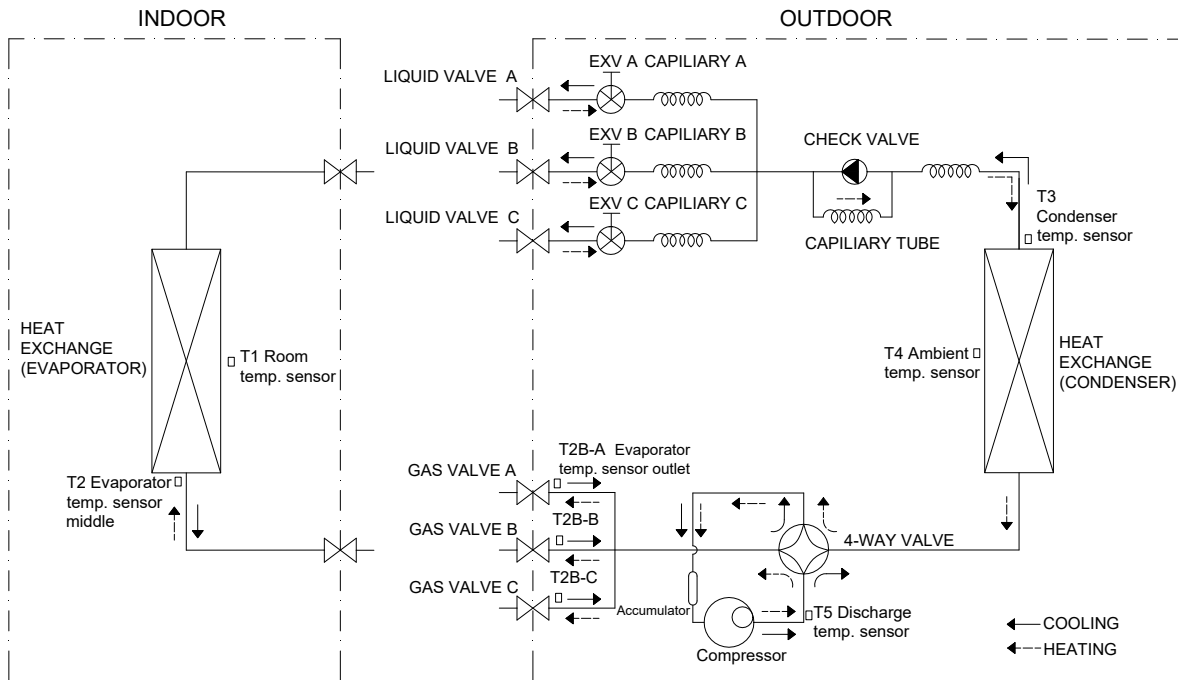 INDOOR
OUTDOOR
LIQUID VALVE A
EXV A CAPILIARY A
LIQUID VALVE B
EXV B CAPILIARY B
LIQUID VALVE C
EXV C CAPILIARY C
CHECK VALVE
CAPILIARY TUBE
T3
Condenser
temp. sensor
HEAT
EXCHANGE
(EVAPORATOR)
T1 Room
temp. sensor
T4 Ambient
temp. sensor
HEAT
EXCHANGE
(CONDENSER)
T2 Evaporator
temp. sensor
middle
GAS VALVE A
T2B-A Evaporator
temp. sensor outlet
GAS VALVE B
T2B-B
GAS VALVE C
T2B-C
4-WAY VALVE
Accumulator
Compressor
T5 Discharge
temp. sensor
COOLING
HEATING